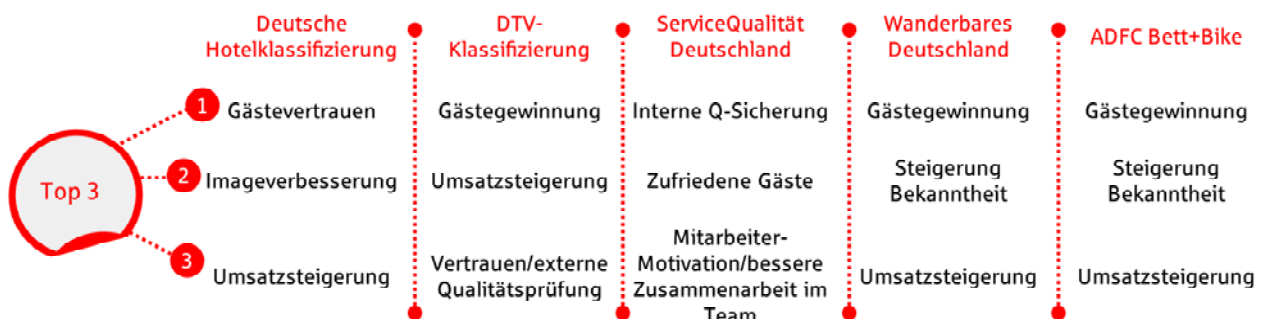 Deutsche
Hotelklassifizierung
DTV-
Klassifizierung
ServiceQualität
Deutschland
Wanderbares
Deutschland
ADFC Bett+Bike
Top 3
1
Gästevertrauen
Gästegewinnung
Interne Q-Sicherung
Gästegewinnung
Gästegewinnung
2
Imageverbesserung
Umsatzsteigerung
Zufriedene Gäste
Steigerung
Bekanntheit
Steigerung
Bekanntheit
3
Umsatzsteigerung
Vertrauen/externe
Qualitätsprüfung
Mitarbeiter-
Motivation/bessere
Zusammenarbeit im
Team
Umsatzsteigerung
Umsatzsteigerung